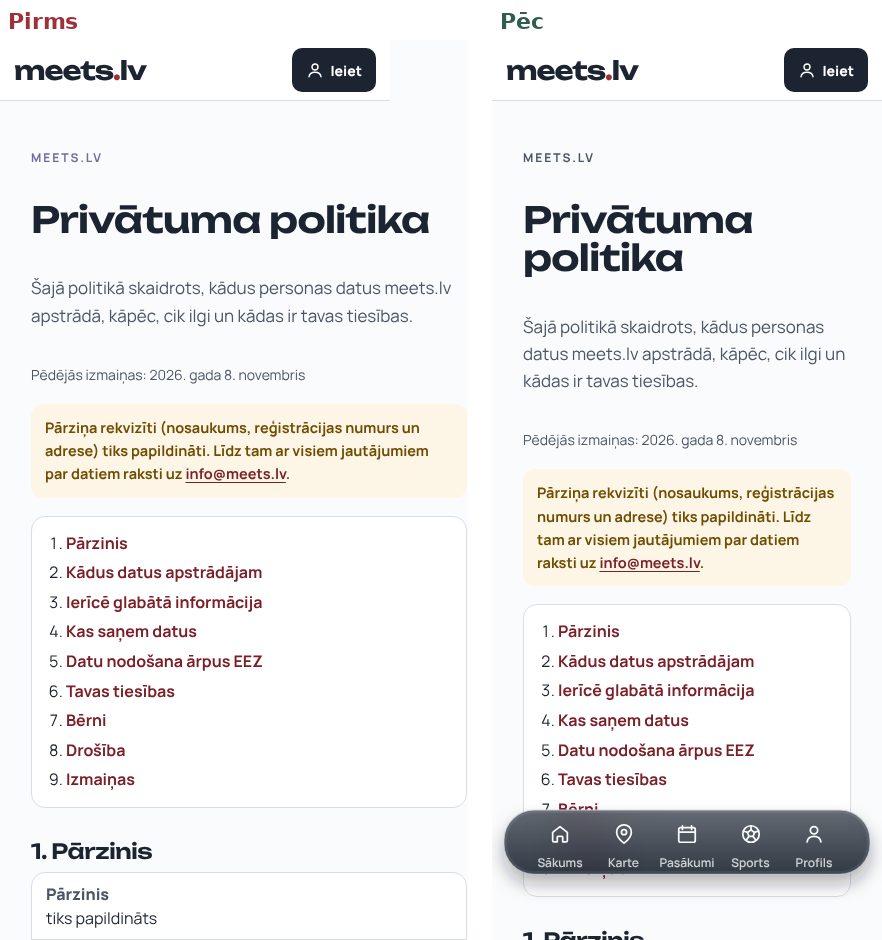 Pirms
meets.lv
Ieiet
MEETS.LV
Privātuma politika
Šajā politikā skaidrots, kādus personas datus meets.lv
apstrādā, kāpēc, cik ilgi un kādas ir tavas tiesības.
Pēdējās izmaiņas: 2026. gada 8. novembris
Pārziņa rekvizīti (nosaukums, reģistrācijas numurs un
adrese) tiks papildināti. Līdz tam ar visiem jautājumiem
par datiem raksti uz info@meets.lv.
1. Pārzinis
2. Kādus datus apstrādājam
3. Ierīcē glabātā informācija
4. Kas saņem datus
5. Datu nodošana ārpus EEZ
6. Tavas tiesības
7. Bērni
8. Drošība
9. Izmaiņas
1. Pārzinis
Pārzinis
tiks papildināts
Pēc
meets.lv
Ieiet
MEETS.LV
Privātuma
politika
Šajā politikā skaidrots, kādus personas
datus meets.lv apstrādā, kāpēc, cik ilgi un
kādas ir tavas tiesības.
Pēdējās izmaiņas: 2026. gada 8. novembris
Pārziņa rekvizīti (nosaukums, reģistrācijas
numurs un adrese) tiks papildināti. Līdz
tam ar visiem jautājumiem par datiem
raksti uz info@meets.lv.
1. Pārzinis
2. Kādus datus apstrādājam
3. Ierīcē glabātā informācija
4. Kas saņem datus
5. Datu nodošana ārpus EEZ
6. Tavas tiesības
7. Bērni
Sākums
Karte
Pasākumi
Sports
Profils
1. Pārzinis